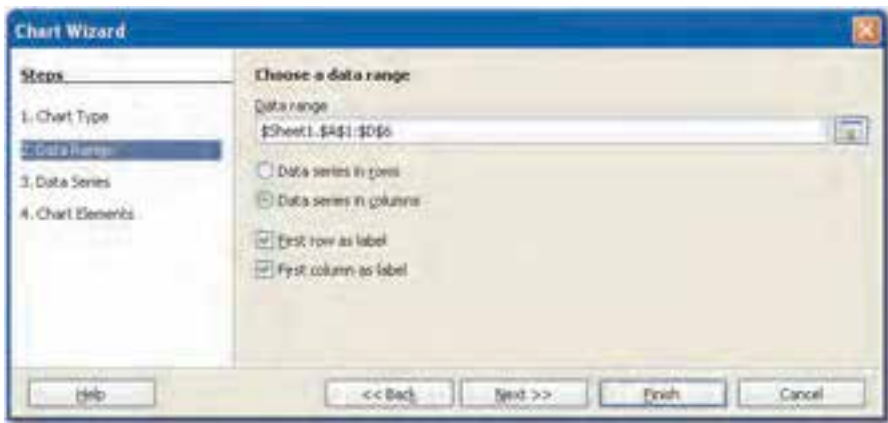 Chart Wizard
Steps
1. Chart Type
2. Data Range
3. Data Series
4. Chart Elements
Choose a data range
Data range
$Sheet1.$A$1:$D$6
Data series in rows
Data series in columns
First row as label
First column as label
Help
<< Back
Next >>
Finish
Cancel